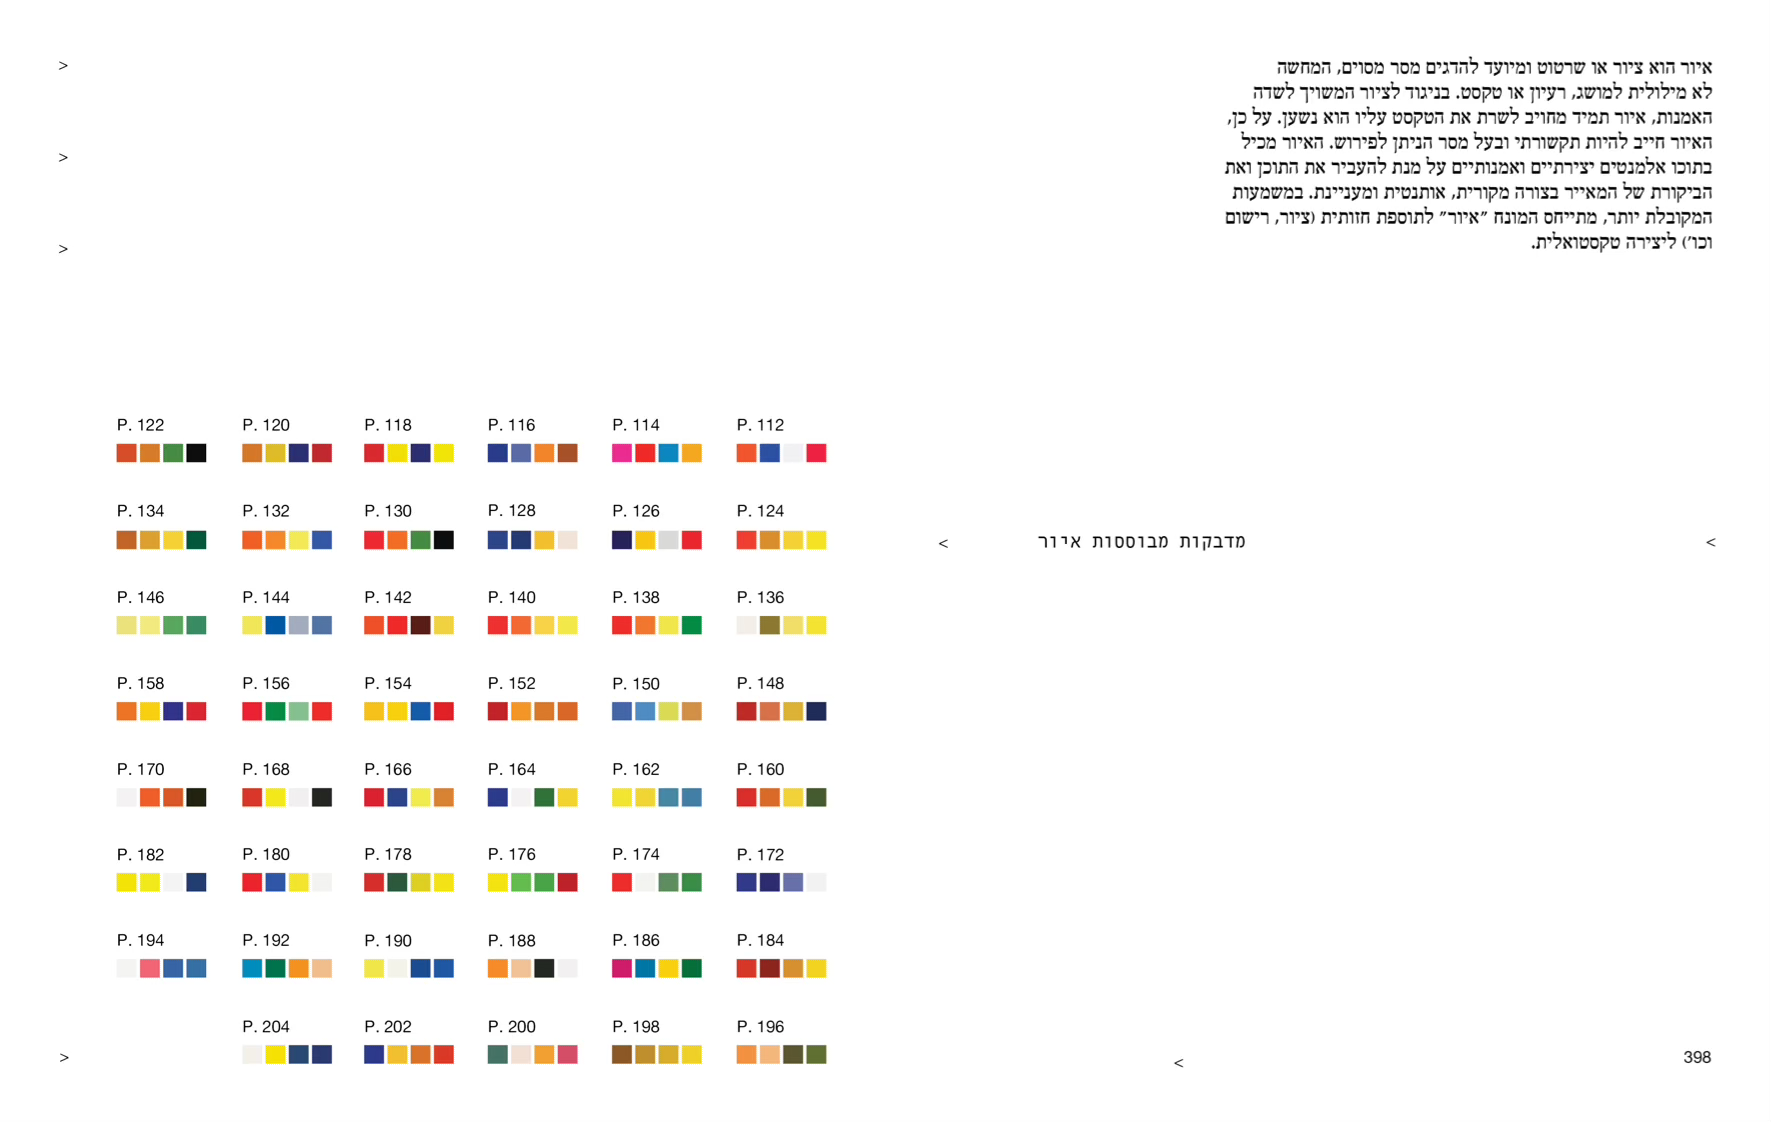 איור הוא ציור או שרטוט ומיועד להדגים מסר מסוים, המחשה
לא מילולית למושג, רעיון או טקסט. בניגוד לציור המשויך לשדה
האמנות, איור תמיד מחויב לשרת את הטקסט עליו הוא נשען. על כן,
האיור חייב להיות תקשורתי ובעל מסר הניתן לפירוש. האיור מכיל
בתוכו אלמנטים יצירתיים ואמנותיים על מנת להעביר את התוכן ואת
הביקורת של המאייר בצורה מקורית, אותנטית ומעניינת. במשמעות
המקובלת יותר, מתייחס המונח ״איור״ לתוספת חזותית (ציור, רישום
וכו׳) ליצירה טקסטואלית.
>
>
>
< מדבקות מבוססות איור <
P. 112
P. 114
P. 116
P. 118
P. 120
P. 122
P. 124
P. 126
P. 128
P. 130
P. 132
P. 134
P. 136
P. 138
P. 140
P. 142
P. 144
P. 146
P. 148
P. 150
P. 152
P. 154
P. 156
P. 158
P. 160
P. 162
P. 164
P. 166
P. 168
P. 170
P. 172
P. 174
P. 176
P. 178
P. 180
P. 182
P. 184
P. 186
P. 188
P. 190
P. 192
P. 194
P. 196
P. 198
P. 200
P. 202
P. 204
>
<
398